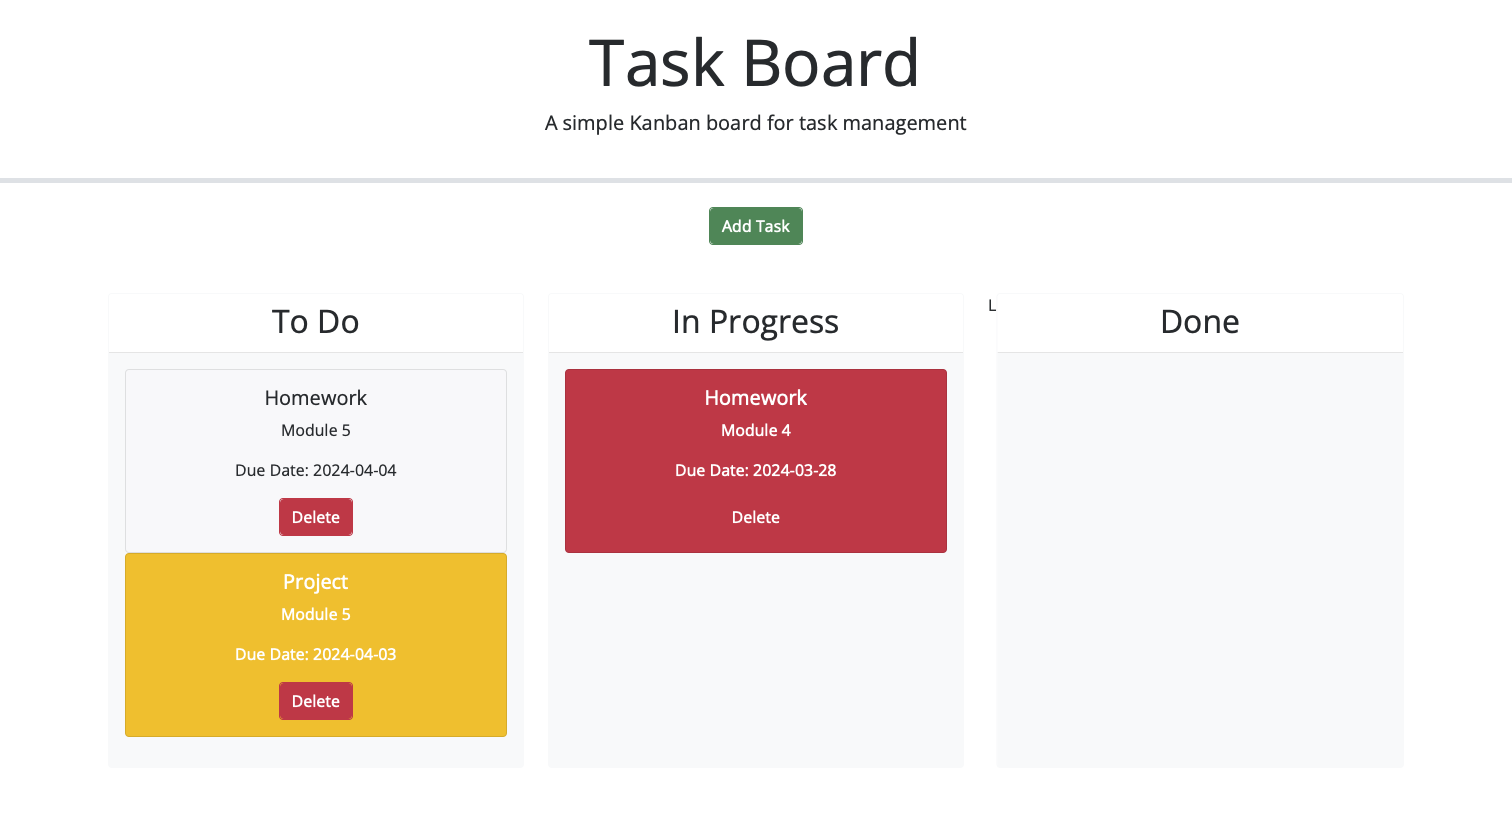 Task Board
A simple Kanban board for task management
Add Task
To Do
Homework
Module 5
Due Date: 2024-04-04
Delete
Project
Module 5
Due Date: 2024-04-03
Delete
In Progress
Homework
Module 4
Due Date: 2024-03-28
Delete
L
Done